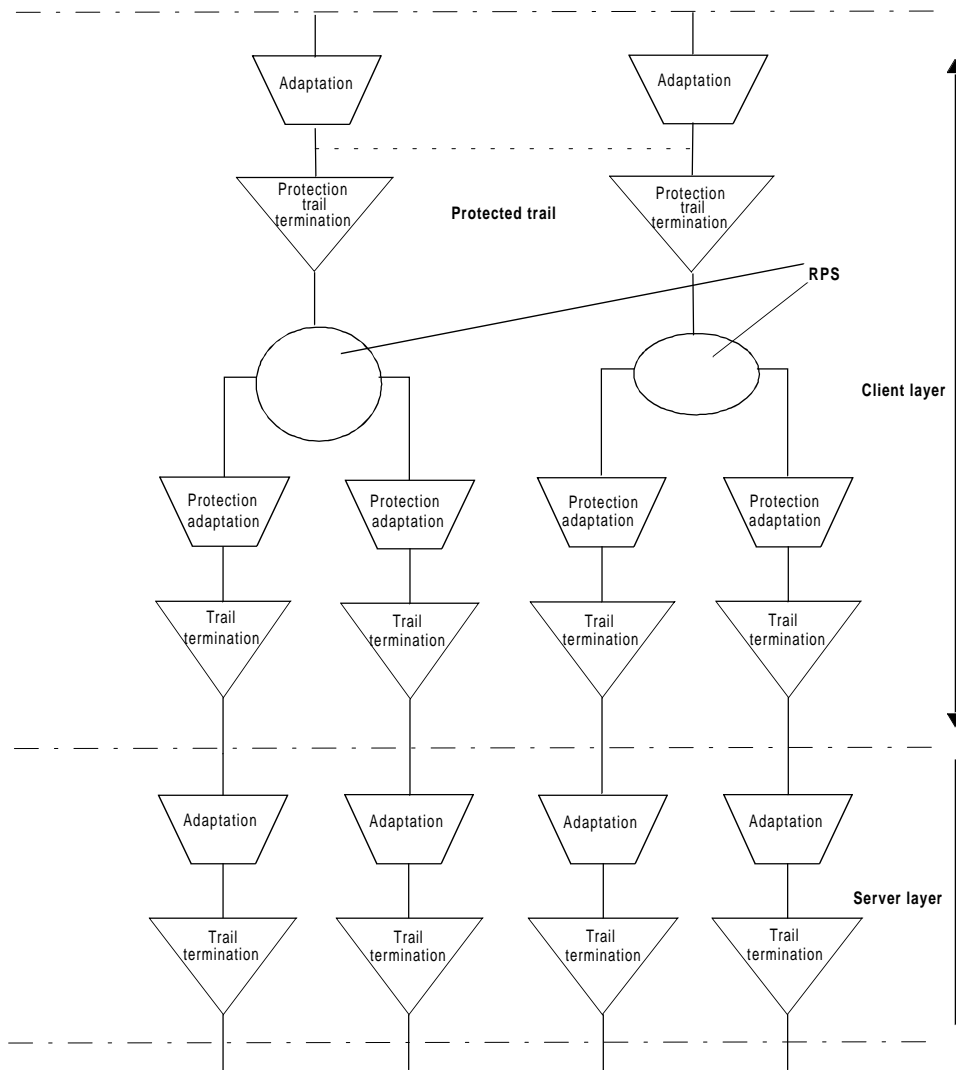 Adaptation
Adaptation
Protection
trail
termination
Protected trail
Protection
trail
termination
RPS
Client layer
Protection
adaptation
Protection
adaptation
Protection
adaptation
Protection
adaptation
Trail
termination
Trail
termination
Trail
termination
Trail
termination
Adaptation
Adaptation
Adaptation
Adaptation
Server layer
Trail
termination
Trail
termination
Trail
termination
Trail
termination